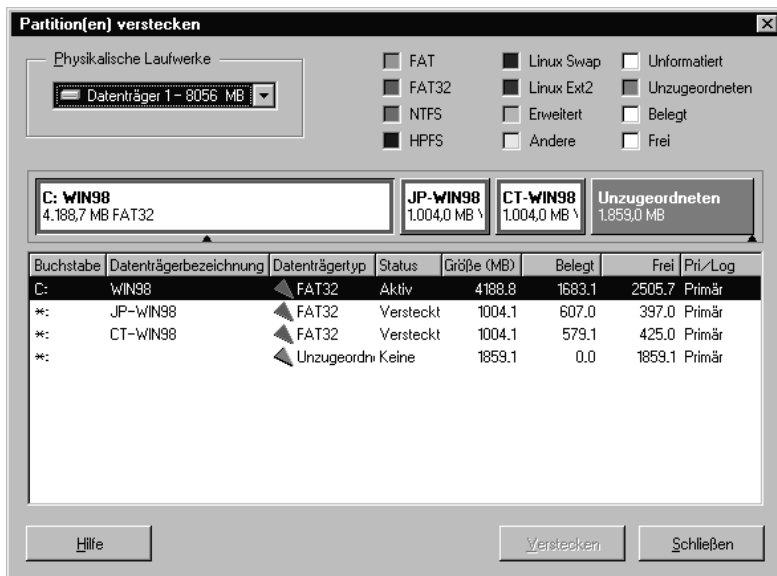 Partition(en) verstecken
Physikalische Laufwerke
Datenträger 1 - 8056 MB
FAT
FAT32
NTFS
HPFS
Linux Swap
Linux Ext2
Erweitert
Andere
Unformatiert
Unzugeordneten
Belegt
Frei
C: WIN98
4.188,7 MB FAT32
JP-WIN98
1.004,0 MB
CT-WIN98
1.004,0 MB
Unzugeordneten
1.859,0 MB
Buchstabe Datenträgerbezeichnung Datenträgertyp Status Größe (MB) Belegt Frei Pri/Log
C: WIN98 FAT32 Aktiv 4188.8 1683.1 2505.7 Primär
*: JP-WIN98 FAT32 Versteckt 1004.1 607.0 397.0 Primär
*: CT-WIN98 FAT32 Versteckt 1004.1 579.1 425.0 Primär
*: Unzugeordn Keine 1859.1 0.0 1859.1 Primär
Hilfe
Verstecken
Schließen